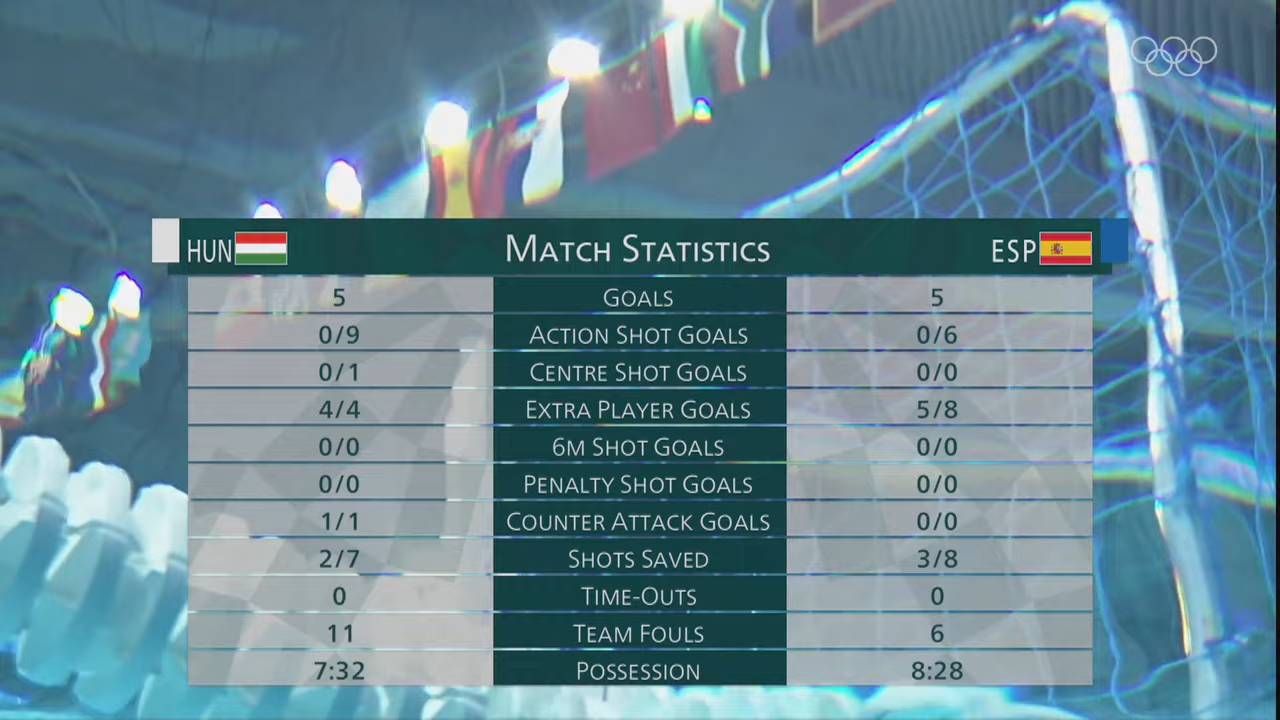 HUN MATCH STATISTICS ESP
5 GOALS 5
0/9 ACTION SHOT GOALS 0/6
0/1 CENTRE SHOT GOALS 0/0
4/4 EXTRA PLAYER GOALS 5/8
0/0 6M SHOT GOALS 0/0
0/0 PENALTY SHOT GOALS 0/0
1/1 COUNTER ATTACK GOALS 0/0
2/7 SHOTS SAVED 3/8
0 TIME-OUTS 0
11 TEAM FOULS 6
7:32 POSSESSION 8:28